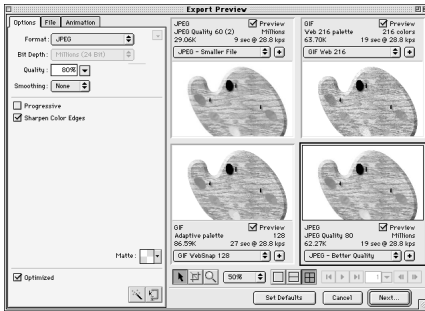 Export Preview
Options File Animation
Format: JPEG
Bit Depth: Millions (24 Bit)
Quality: 80%
Smoothing: None
Progressive
Sharpen Color Edges
Matte:
Optimized
JPEG Preview
JPEG Quality 60 (2) Millions
29.06K 9 sec @ 28.8 kps
JPEG - Smaller File
GIF Preview
Web 216 palette 216 colors
63.70K 19 sec @ 28.8 kps
GIF Web 216
GIF Preview
Adaptive palette 128
86.59K 27 sec @ 28.8 kps
GIF WebSnap 128
JPEG Preview
JPEG Quality 80 Millions
62.27K 19 sec @ 28.8 kps
JPEG - Better Quality
50% 1
Set Defaults Cancel Next...